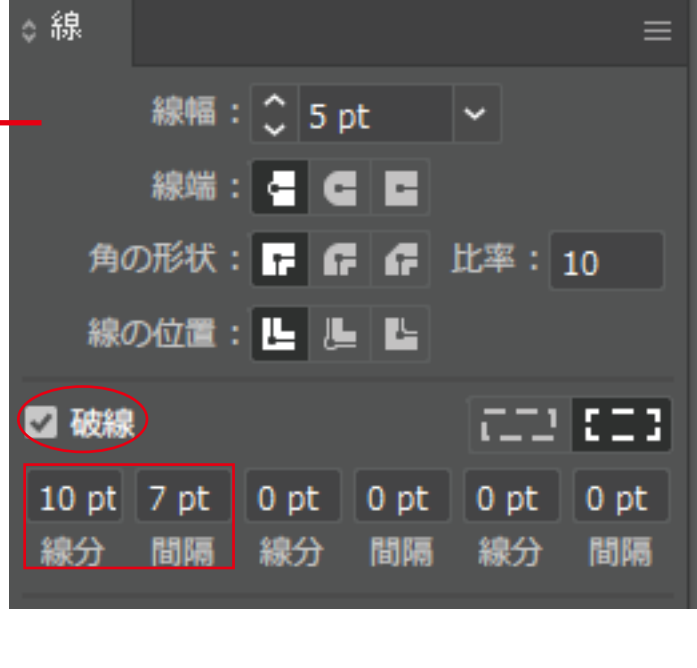 線
線幅： 5 pt
線端：
角の形状： 比率： 10
線の位置：
破線
10 pt 7 pt 0 pt 0 pt 0 pt 0 pt
線分 間隔 線分 間隔 線分 間隔